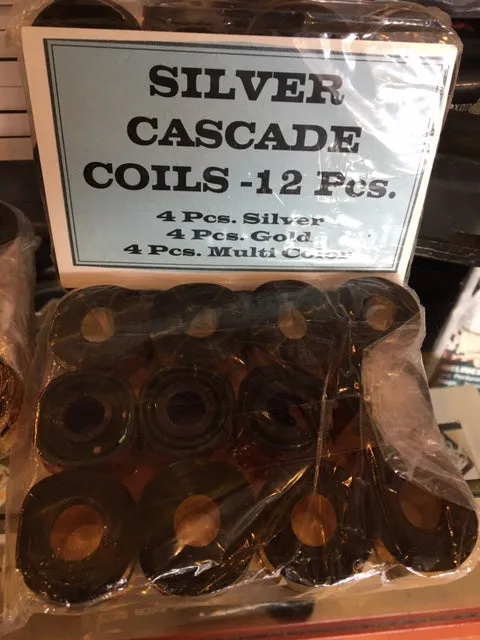 SILVER
CASCADE
COILS -12 Pcs.
4 Pcs. Silver
4 Pcs. Gold
4 Pcs. Multi Color